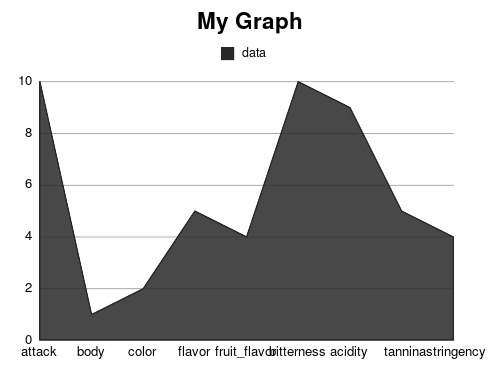 My Graph
data
10
8
6
4
2
0
attack body color flavor fruit_flavor bitterness acidity tannin astringency